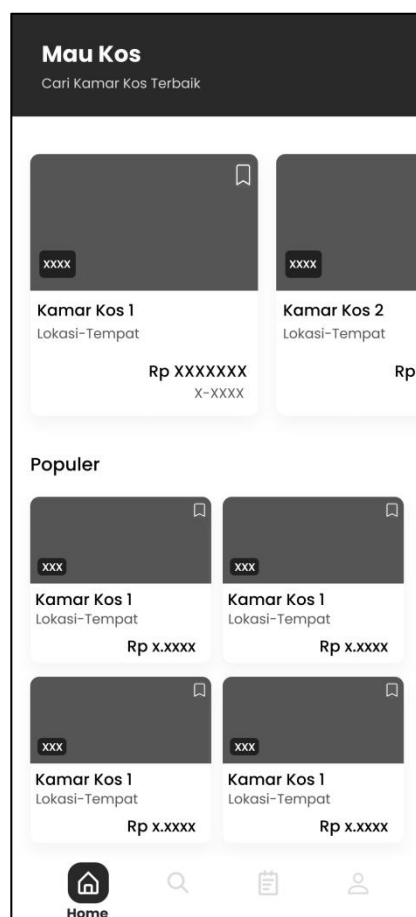 Mau Kos
Cari Kamar Kos Terbaik
xxxx
xxxx
Kamar Kos 1
Kamar Kos 2
Lokasi-Tempat
Lokasi-Tempat
Rp XXXXXXX
Rp
X-XXXX
Populer
xxx
xxx
Kamar Kos 1
Kamar Kos 1
Lokasi-Tempat
Lokasi-Tempat
Rp x.xxxx
Rp x.xxxx
xxx
xxx
Kamar Kos 1
Kamar Kos 1
Lokasi-Tempat
Lokasi-Tempat
Rp x.xxxx
Rp x.xxxx
Home